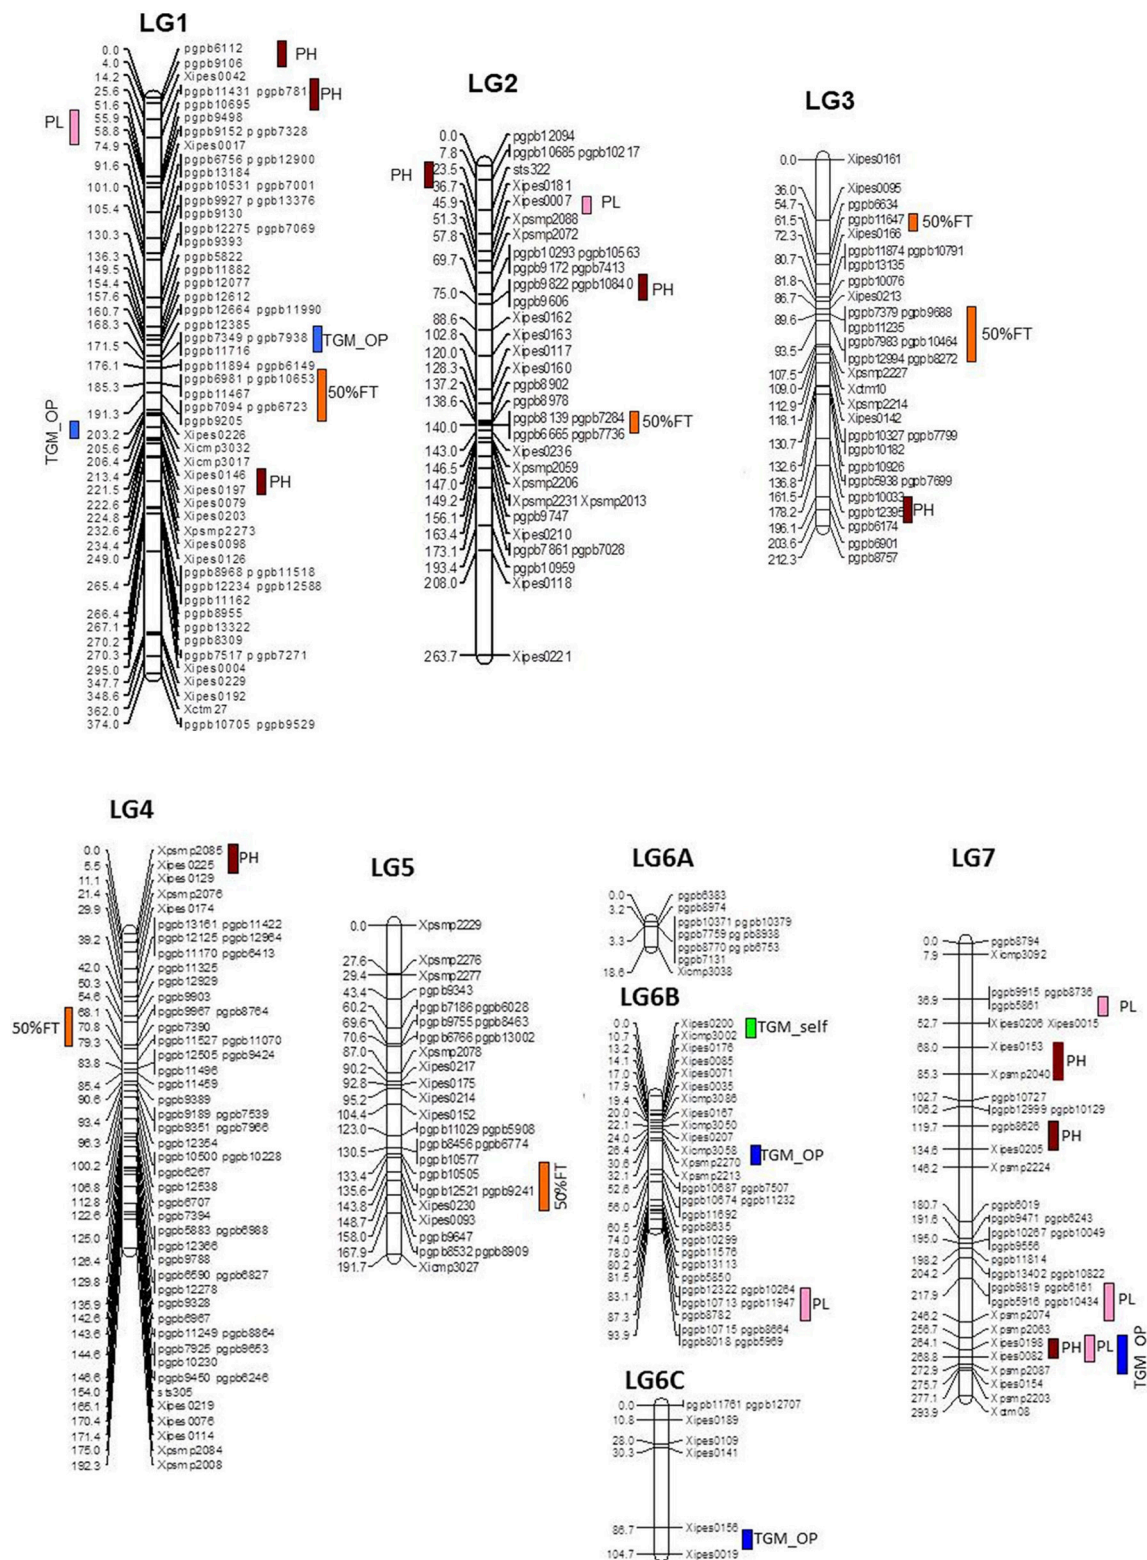 LG1
0.0 pgpb6112 PH
4.0 pgpb9106
14.2 Xipes0042
25.6 pgpb11431 pgpb781 PH
51.6 pgpb10695
PL 55.9 pgpb9498
58.8 pgpb9152 pgpb7328
74.9 Xipes0017
pgpb6756 pgpb12900
91.6 pgpb13184
101.0 pgpb10531 pgpb7001
pgpb9927 pgpb13376
105.4 pgpb9130
pgpb12275 pgpb7069
130.3 pgpb9393
136.3 pgpb5822
149.5 pgpb11882
154.4 pgpb12077
157.6 pgpb12612
160.7 pgpb12664 pgpb11990
168.3 pgpb12385
pgpb7349 pgpb7938 TGM_OP
171.5 pgpb11716
176.1 pgpb11894 pgpb6149
pgpb6981 pgpb10653
185.3 pgpb11467 50%FT
pgpb7094 pgpb6723
191.3 pgpb9205
TGM_OP 203.2 Xipes0226
205.6 Xicmp3032
206.4 Xicmp3017
213.4 Xipes0146 PH
221.5 Xipes0197
222.6 Xipes0079
224.8 Xipes0203
232.6 Xpsmp2273
234.4 Xipes0098
249.0 Xipes0126
pgpb8968 pgpb11518
265.4 pgpb12234 pgpb12588
pgpb11162
266.4 pgpb8955
267.1 pgpb13322
270.2 pgpb8309
270.3 pgpb7517 pgpb7271
295.0 Xipes0004
347.7 Xipes0229
348.6 Xipes0192
362.0 Xctm27
374.0 pgpb10705 pgpb9529
LG2
0.0 pgpb12094
7.8 pgpb10685 pgpb10217
PH 23.5 sts322
36.7 Xipes0181
45.9 Xipes0007 PL
51.3 Xpsmp2088
57.8 Xpsmp2072
pgpb10293 pgpb10563
69.7 pgpb9172 pgpb7413
pgpb9822 pgpb10840 PH
75.0 pgpb9606
88.6 Xipes0162
102.8 Xipes0163
120.0 Xipes0117
128.3 Xipes0160
137.2 pgpb8902
138.6 pgpb8978
pgpb8139 pgpb7284 50%FT
140.0 pgpb6665 pgpb7736
143.0 Xipes0236
146.5 Xpsmp2059
147.0 Xpsmp2206
149.2 Xpsmp2231 Xpsmp2013
156.1 pgpb9747
163.4 Xipes0210
173.1 pgpb7861 pgpb7028
193.4 pgpb10959
208.0 Xipes0118
263.7 Xipes0221
LG3
0.0 Xipes0161
36.0 Xipes0095
54.7 pgpb6634
61.5 pgpb11647 50%FT
72.3 Xipes0166
pgpb11874 pgpb10791
80.7 pgpb13135
81.8 pgpb10076
86.7 Xipes0213
89.6 pgpb7379 pgpb9688
pgpb11235 50%FT
93.5 pgpb7983 pgpb10464
pgpb12994 pgpb8272
107.5 Xpsmp2227
109.0 Xctm10
112.9 Xpsmp2214
118.1 Xipes0142
pgpb10327 pgpb7799
130.7 pgpb10182
132.6 pgpb10926
136.8 pgpb5938 pgpb7699
161.5 pgpb10033
178.2 pgpb12395 PH
196.1 pgpb6174
203.6 pgpb6901
212.3 pgpb8757
LG4
0.0 Xpsmp2085 PH
5.5 Xipes0225
11.1 Xipes0129
21.4 Xpsmp2076
29.9 Xipes0174
pgpb13161 pgpb11422
39.2 pgpb12125 pgpb12964
pgpb11170 pgpb6413
42.0 pgpb11325
50.3 pgpb12929
54.6 pgpb9903
68.1 pgpb9967 pgpb8764
50%FT 70.8 pgpb7390
79.3 pgpb11527 pgpb11070
pgpb12505 pgpb9424
83.8 pgpb11496
85.4 pgpb11459
90.6 pgpb9389
pgpb9189 pgpb7539
93.4 pgpb9351 pgpb7966
96.3 pgpb12354
100.2 pgpb10500 pgpb10228
pgpb6267
106.8 pgpb12538
112.8 pgpb6707
122.6 pgpb7394
pgpb5883 pgpb6988
125.0 pgpb12366
126.4 pgpb9788
pgpb6590 pgpb6827
129.8 pgpb12278
135.9 pgpb9328
142.6 pgpb6967
143.6 pgpb11249 pgpb8864
pgpb7925 pgpb9653
144.6 pgpb10230
146.6 pgpb9450 pgpb6246
154.0 sts305
165.1 Xipes0219
170.4 Xipes0076
171.4 Xipes0114
175.0 Xpsmp2084
192.3 Xpsmp2008
LG5
0.0 Xpsmp2229
27.6 Xpsmp2276
29.4 Xpsmp2277
43.4 pgpb9343
60.2 pgpb7186 pgpb6028
69.6 pgpb9755 pgpb8463
70.6 pgpb6766 pgpb13002
87.0 Xpsmp2078
90.2 Xipes0217
92.8 Xipes0175
95.2 Xipes0214
104.4 Xipes0152
123.0 pgpb11029 pgpb5908
pgpb8456 pgpb6774
130.5 pgpb10577
133.4 pgpb10505
135.6 pgpb12521 pgpb9241 50%FT
143.8 Xipes0230
148.7 Xipes0093
158.0 pgpb9647
167.9 pgpb8532 pgpb8909
191.7 Xicmp3027
LG6A
0.0 pgpb6383
3.2 pgpb8974
pgpb10371 pgpb10379
3.3 pgpb7759 pgpb8938
pgpb8770 pgpb6753
pgpb7131
18.6 Xicmp3038
LG6B
0.0 Xipes0200 TGM_self
10.7 Xicmp3002
13.2 Xipes0176
14.1 Xipes0085
17.0 Xipes0071
17.9 Xipes0035
19.4 Xicmp3086
20.0 Xipes0167
22.1 Xicmp3050
24.0 Xipes0207
26.4 Xicmp3058 TGM_OP
30.6 Xpsmp2270
32.1 Xpsmp2213
52.6 pgpb10687 pgpb7507
pgpb10674 pgpb11232
56.0 pgpb11692
60.5 pgpb8635
74.0 pgpb10299
78.0 pgpb11576
80.2 pgpb13113
81.5 pgpb5850
pgpb12322 pgpb10264
83.1 pgpb10713 pgpb11947 PL
87.3 pgpb8782
pgpb10715 pgpb8664
93.9 pgpb8018 pgpb5969
LG6C
0.0 pgpb11761 pgpb12707
10.8 Xipes0189
28.0 Xipes0109
30.3 Xipes0141
86.7 Xipes0156 TGM_OP
104.7 Xipes0019
LG7
0.0 pgpb8794
7.9 Xicmp3092
pgpb9915 pgpb8736
36.9 pgpb5861 PL
52.7 Xipes0206 Xipes0015
68.0 Xipes0153 PH
85.3 Xpsmp2040
102.7 pgpb10727
106.2 pgpb12999 pgpb10129
119.7 pgpb8626 PH
134.6 Xipes0205
146.2 Xpsmp2224
180.7 pgpb6019
191.6 pgpb9471 pgpb6243
195.0 pgpb10267 pgpb10049
pgpb9556
198.2 pgpb11814
204.2 pgpb13402 pgpb10822
pgpb9819 pgpb6161
217.9 pgpb5916 pgpb10434 PL
246.2 Xpsmp2074
256.7 Xpsmp2063
264.1 Xipes0198 PH PL TGM_OP
268.8 Xipes0082
272.9 Xpsmp2087
275.7 Xipes0154
277.1 Xpsmp2203
293.9 Xctm08